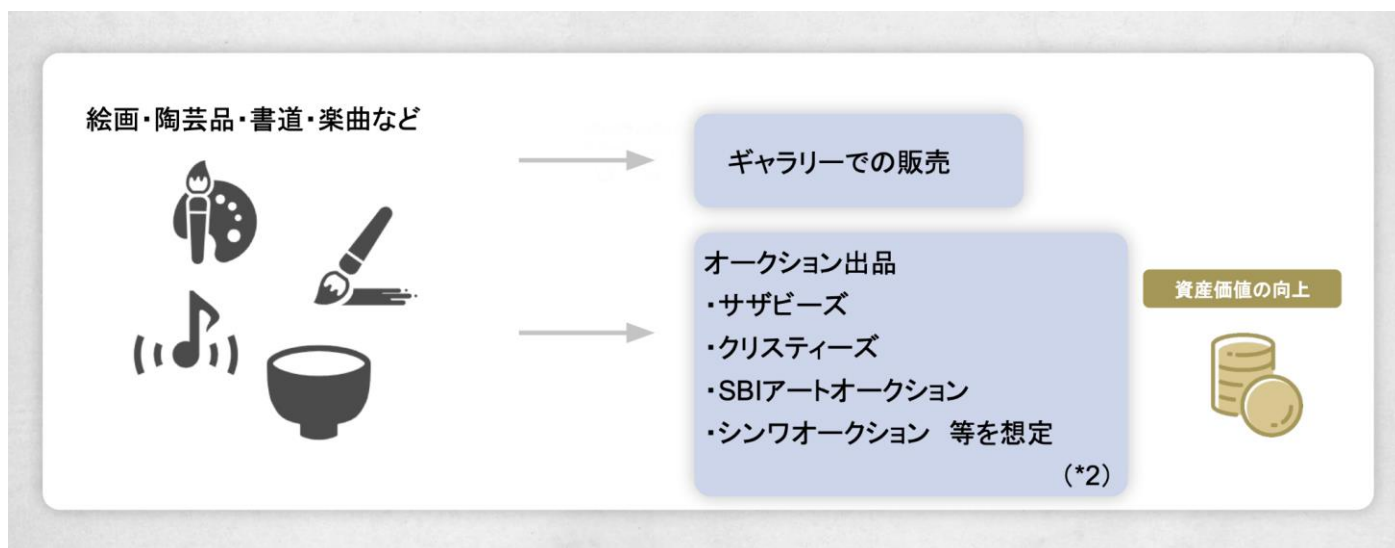 絵画・陶芸品・書道・楽曲など
ギャラリーでの販売
オークション出品
・サザビーズ
・クリスティーズ
・SBIアートオークション
・シンワオークション　等を想定
(*2)
資産価値の向上